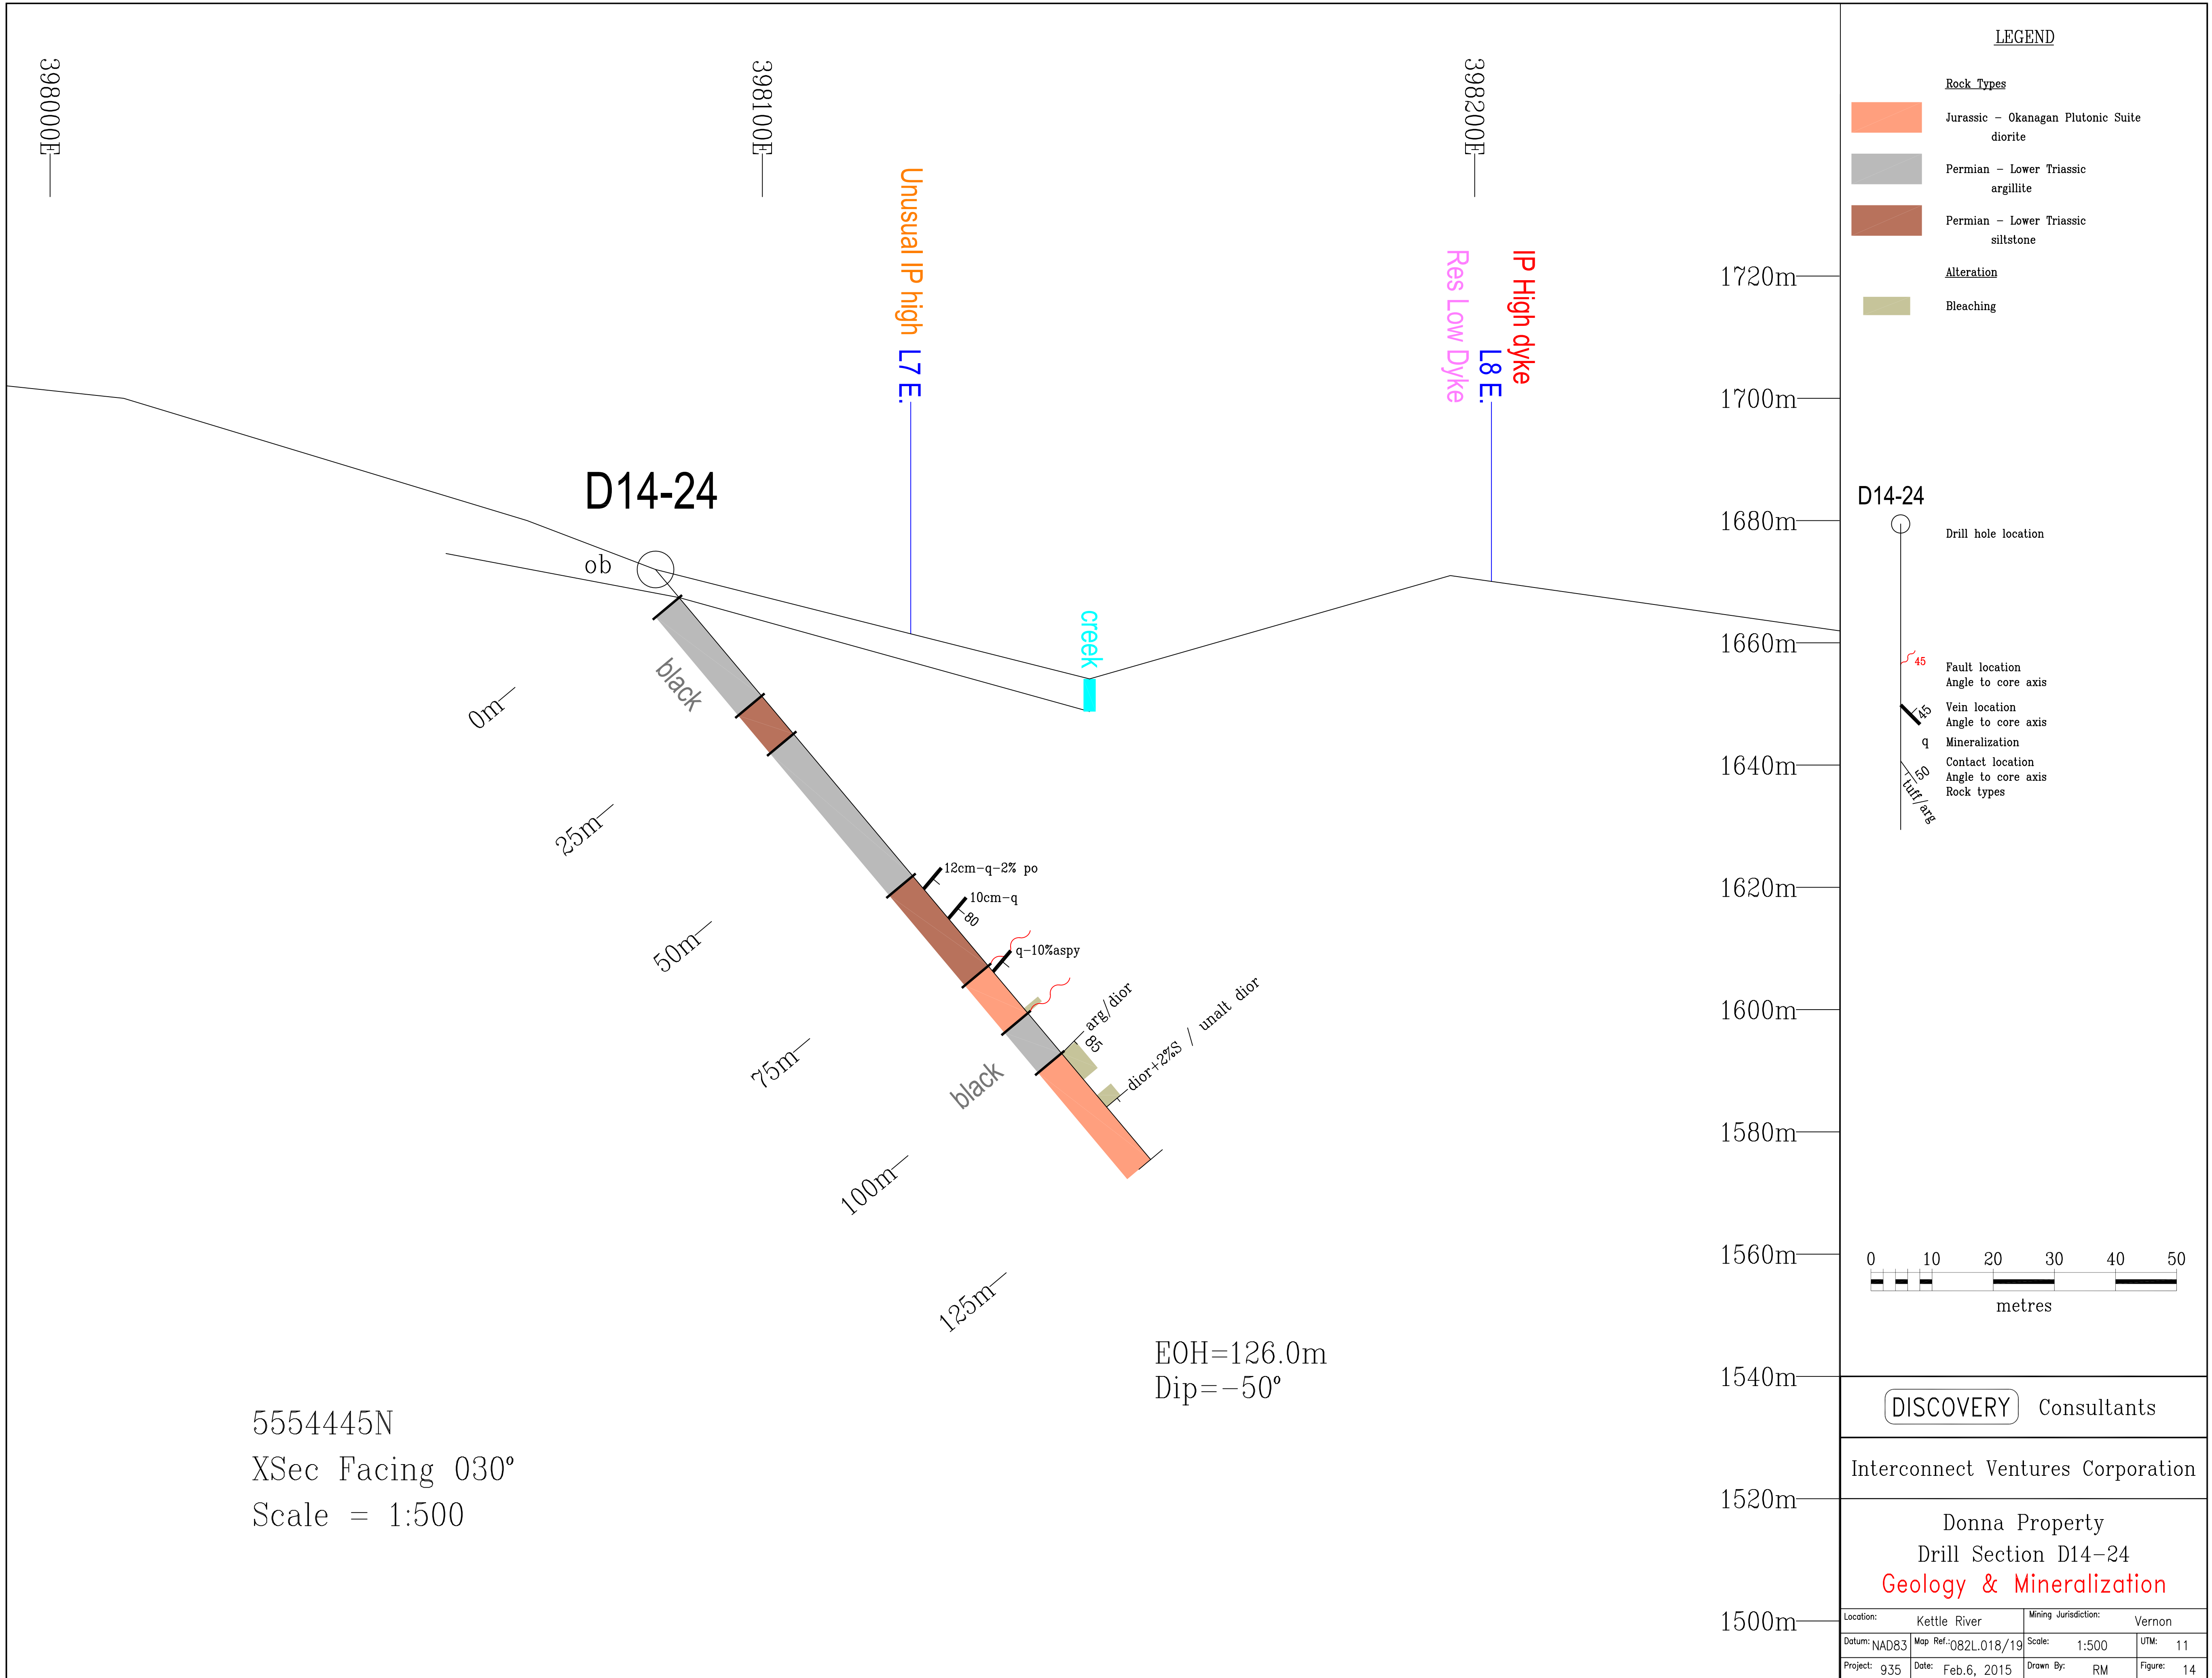 398000E
398100E
398200E
Unusual IP high
L7 E.
Res Low Dyke
L8 E.
IP High dyke
D14-24
ob
creek
black
0m
25m
50m
75m
100m
125m
12cm-q-2% po
10cm-q
80
q-10%aspy
arg/dior
85
dior+2%S / unalt dior
black
EOH=126.0m
Dip=-50°
5554445N
XSec Facing 030°
Scale = 1:500
1720m
1700m
1680m
1660m
1640m
1620m
1600m
1580m
1560m
1540m
1520m
1500m
LEGEND
Rock Types
Jurassic - Okanagan Plutonic Suite
diorite
Permian - Lower Triassic
argillite
Permian - Lower Triassic
siltstone
Alteration
Bleaching
D14-24
Drill hole location
45
Fault location
Angle to core axis
45
Vein location
Angle to core axis
q Mineralization
50
tuff/arg
Contact location
Angle to core axis
Rock types
0 10 20 30 40 50
metres
DISCOVERY Consultants
Interconnect Ventures Corporation
Donna Property
Drill Section D14-24
Geology & Mineralization
Location: Kettle River Mining Jurisdiction: Vernon
Datum: NAD83 Map Ref.: 082L.018/19 Scale: 1:500 UTM: 11
Project: 935 Date: Feb.6, 2015 Drawn By: RM Figure: 14